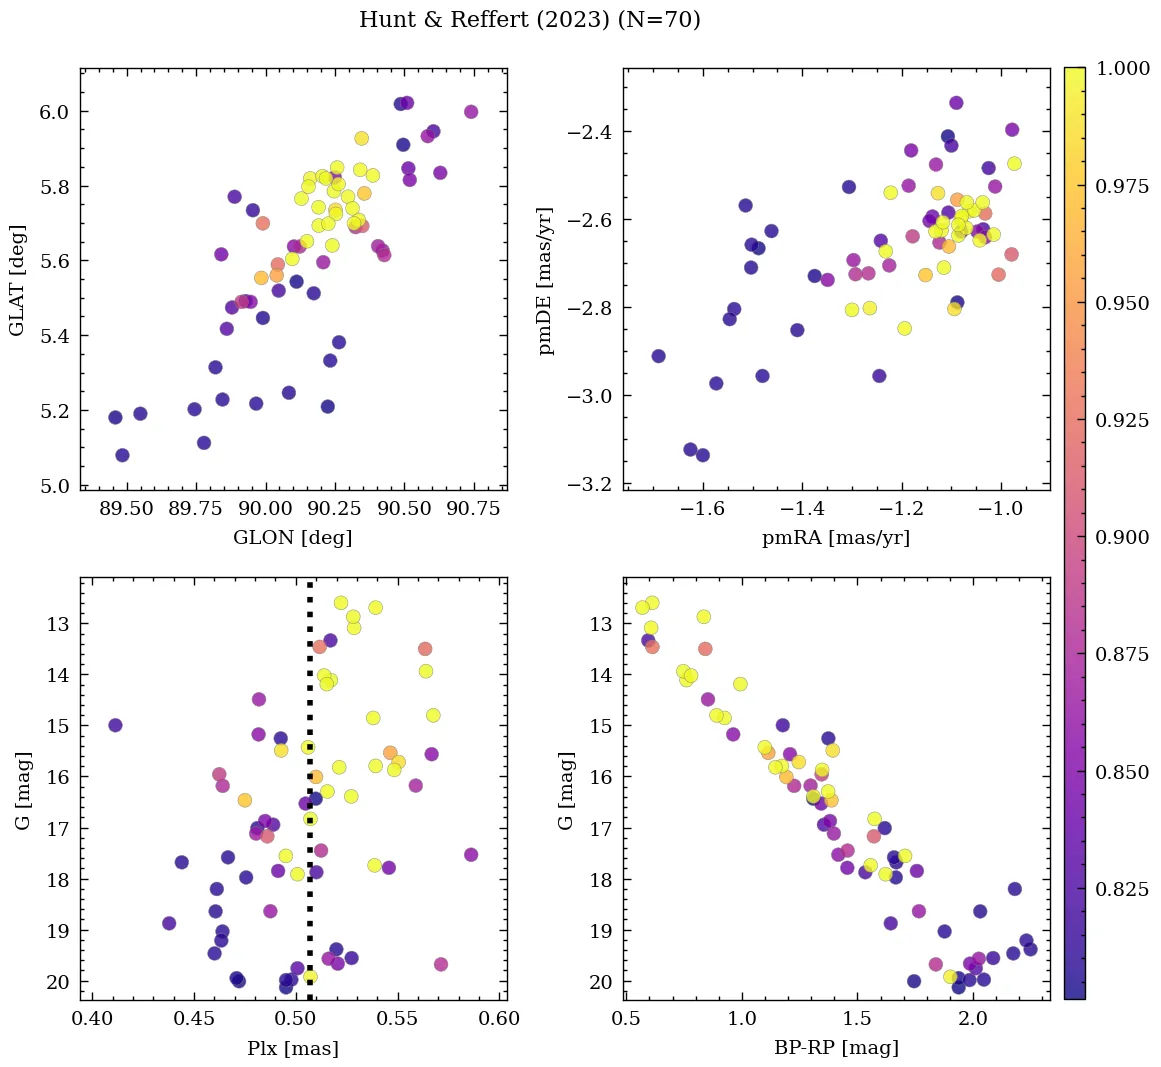 Hunt & Reffert (2023) (N=70)
6.0
5.8
5.6
5.4
5.2
5.0
GLAT [deg]
89.50 89.75 90.00 90.25 90.50 90.75
GLON [deg]
−2.4
−2.6
−2.8
−3.0
−3.2
pmDE [mas/yr]
−1.6 −1.4 −1.2 −1.0
pmRA [mas/yr]
13
14
15
16
17
18
19
20
G [mag]
0.40 0.45 0.50 0.55 0.60
Plx [mas]
13
14
15
16
17
18
19
20
G [mag]
0.5 1.0 1.5 2.0
BP-RP [mag]
1.000
0.975
0.950
0.925
0.900
0.875
0.850
0.825